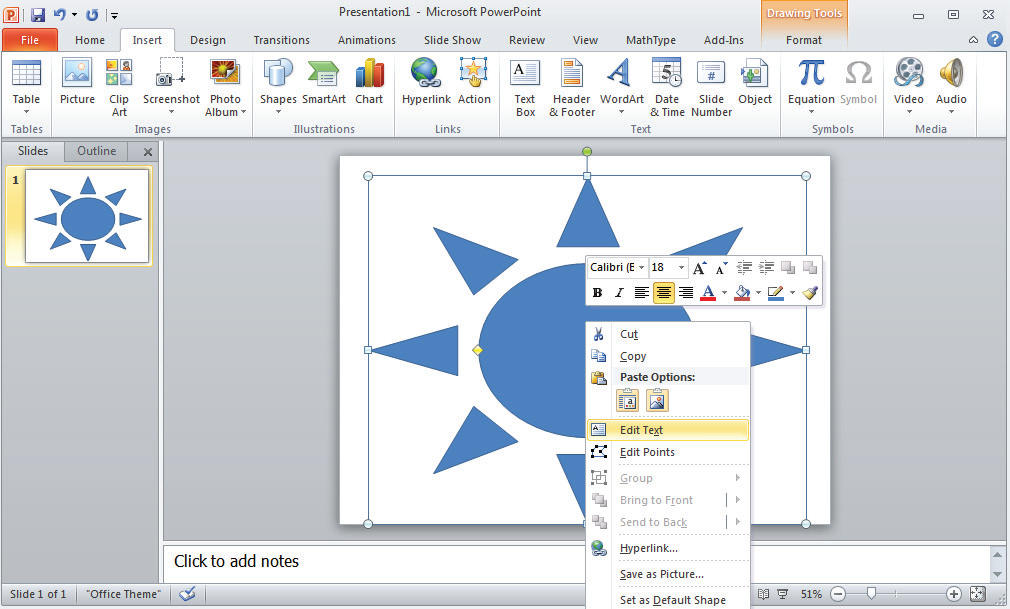 Presentation1 - Microsoft PowerPoint
Drawing Tools
File Home Insert Design Transitions Animations Slide Show Review View MathType Add-Ins Format
Table Picture Clip Art Screenshot Photo Album Shapes SmartArt Chart Hyperlink Action Text Box Header & Footer WordArt Date & Time Slide Number Object Equation Symbol Video Audio
Tables Images Illustrations Links Text Symbols Media
Slides Outline
1
Calibri (E 18
B I A
Cut
Copy
Paste Options:
Edit Text
Edit Points
Group
Bring to Front
Send to Back
Hyperlink...
Save as Picture...
Set as Default Shape
Click to add notes
Slide 1 of 1 "Office Theme" 51%